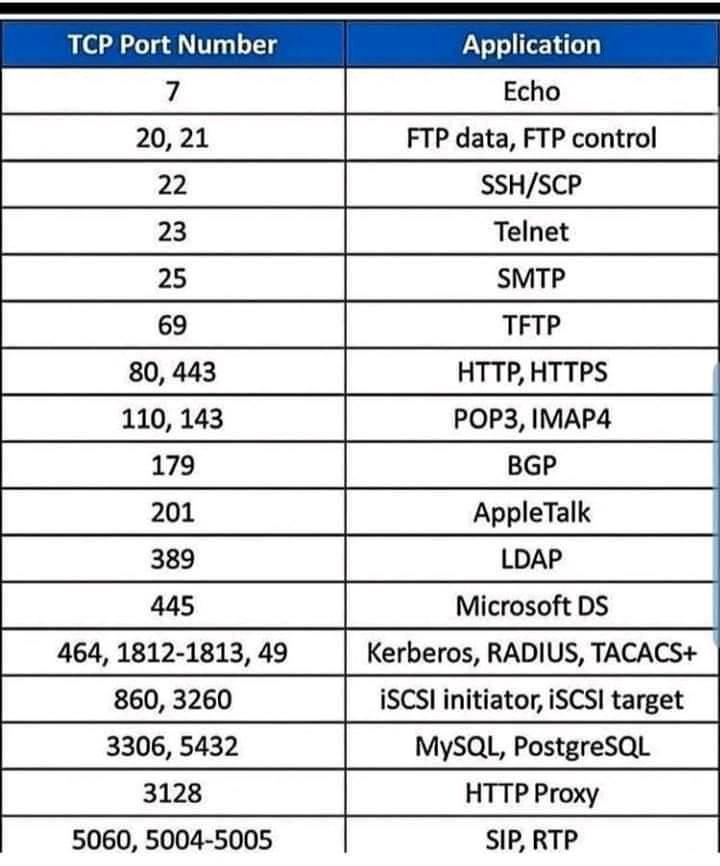 TCP Port Number Application
7 Echo
20, 21 FTP data, FTP control
22 SSH/SCP
23 Telnet
25 SMTP
69 TFTP
80, 443 HTTP, HTTPS
110, 143 POP3, IMAP4
179 BGP
201 AppleTalk
389 LDAP
445 Microsoft DS
464, 1812-1813, 49 Kerberos, RADIUS, TACACS+
860, 3260 iSCSI initiator, iSCSI target
3306, 5432 MySQL, PostgreSQL
3128 HTTP Proxy
5060, 5004-5005 SIP, RTP